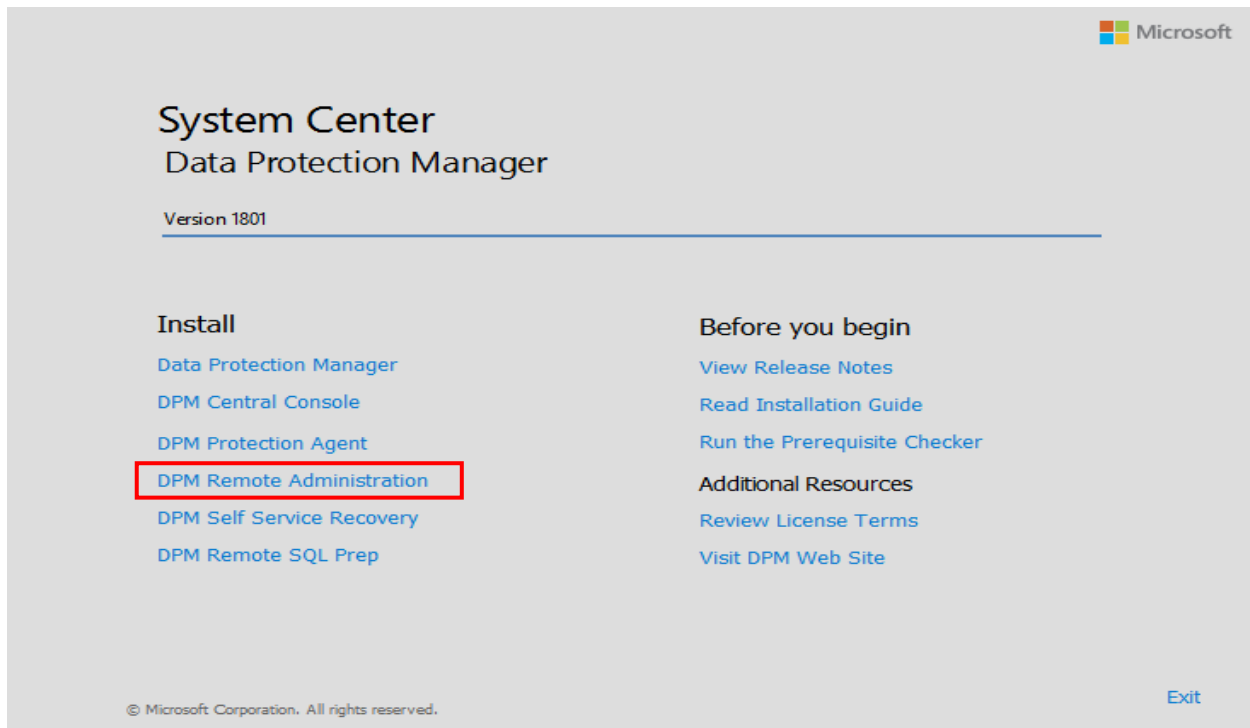 Microsoft
System Center
Data Protection Manager
Version 1801
Install
Data Protection Manager
DPM Central Console
DPM Protection Agent
DPM Remote Administration
DPM Self Service Recovery
DPM Remote SQL Prep
Before you begin
View Release Notes
Read Installation Guide
Run the Prerequisite Checker
Additional Resources
Review License Terms
Visit DPM Web Site
Exit
© Microsoft Corporation. All rights reserved.